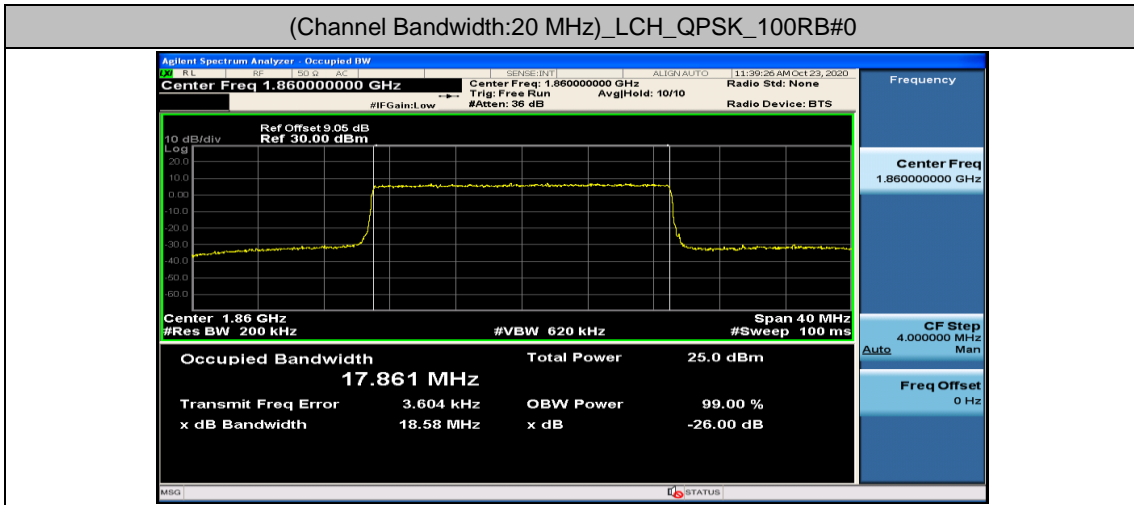 (Channel Bandwidth:20 MHz)_LCH_QPSK_100RB#0
Agilent Spectrum Analyzer - Occupied BW
LXI RL RF 50 Ω AC SENSE:INT ALIGN AUTO 11:39:26 AM Oct 23, 2020
Center Freq 1.860000000 GHz
Center Freq: 1.860000000 GHz
Radio Std: None
Trig: Free Run Avg|Hold: 10/10
#IFGain:Low #Atten: 36 dB Radio Device: BTS
Ref Offset 9.05 dB
10 dB/div Ref 30.00 dBm
Log
20.0
10.0
0.00
-10.0
-20.0
-30.0
-40.0
-50.0
-60.0
Center 1.86 GHz Span 40 MHz
#Res BW 200 kHz #VBW 620 kHz #Sweep 100 ms
Occupied Bandwidth Total Power 25.0 dBm
17.861 MHz
Transmit Freq Error 3.604 kHz OBW Power 99.00 %
x dB Bandwidth 18.58 MHz x dB -26.00 dB
MSG STATUS
Frequency
Center Freq
1.860000000 GHz
CF Step
4.000000 MHz
Auto Man
Freq Offset
0 Hz